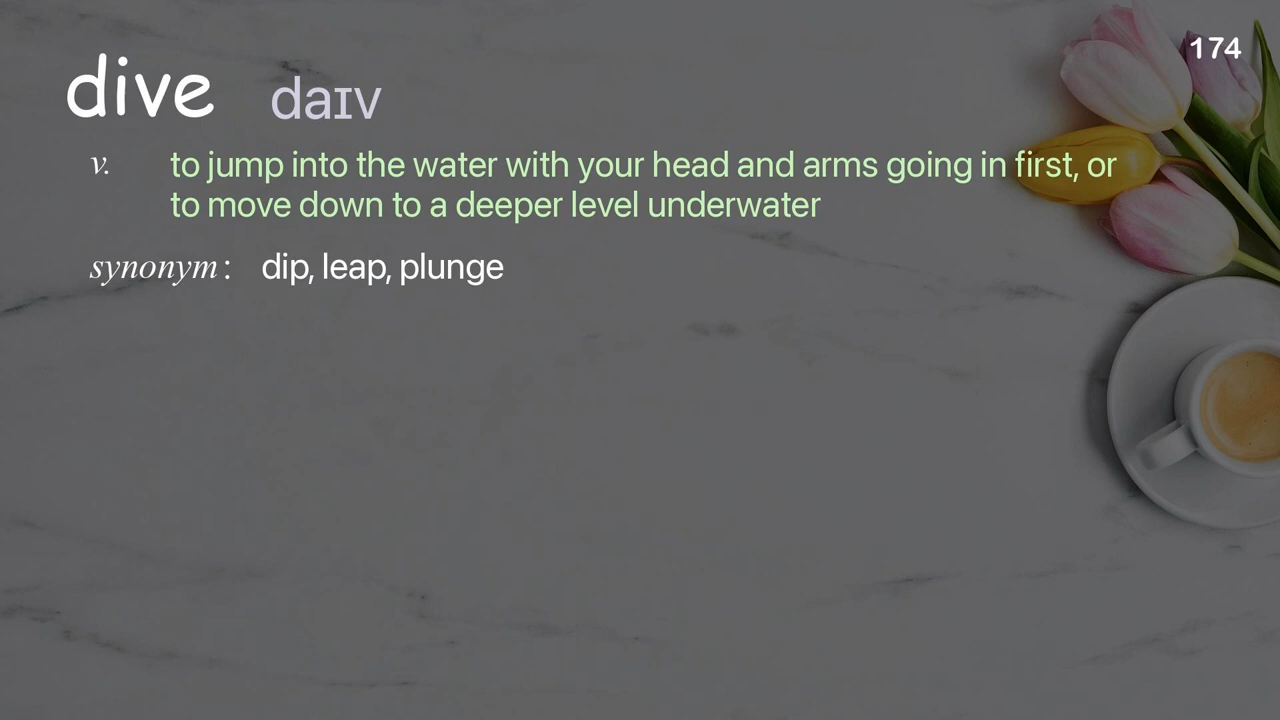 174
dive daɪv
v. to jump into the water with your head and arms going in first, or
to move down to a deeper level underwater
synonym: dip, leap, plunge